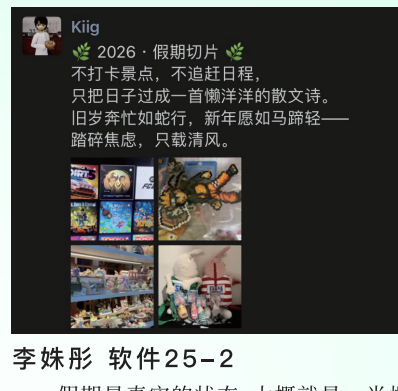 Kiig
🌿 2026 · 假期切片 🌿
不打卡景点，不追赶日程，
只把日子过成一首懒洋洋的散文诗。
旧岁奔忙如蛇行，新年愿如马蹄轻——
踏碎焦虑，只载清风。
李姝彤 软件25-2